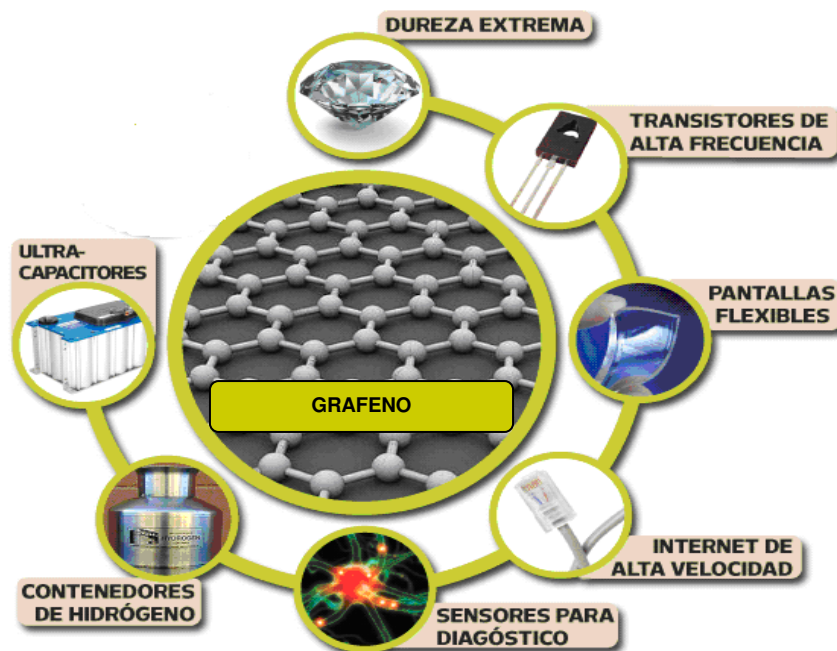 DUREZA EXTREMA
TRANSISTORES DE
ALTA FRECUENCIA
PANTALLAS
FLEXIBLES
INTERNET DE
ALTA VELOCIDAD
SENSORES PARA
DIAGÓSTICO
CONTENEDORES
DE HIDRÓGENO
HYDROGEN
ULTRA-
CAPACITORES
GRAFENO